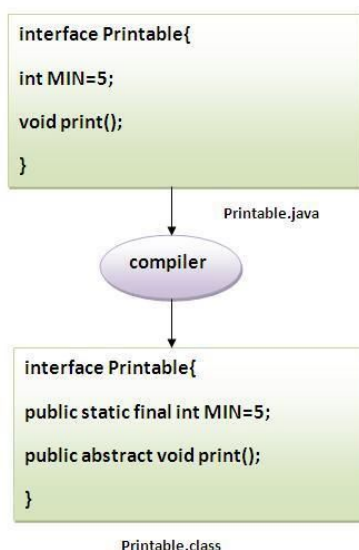 interface Printable{
int MIN=5;
void print();
}
Printable.java
compiler
interface Printable{
public static final int MIN=5;
public abstract void print();
}
Printable.class